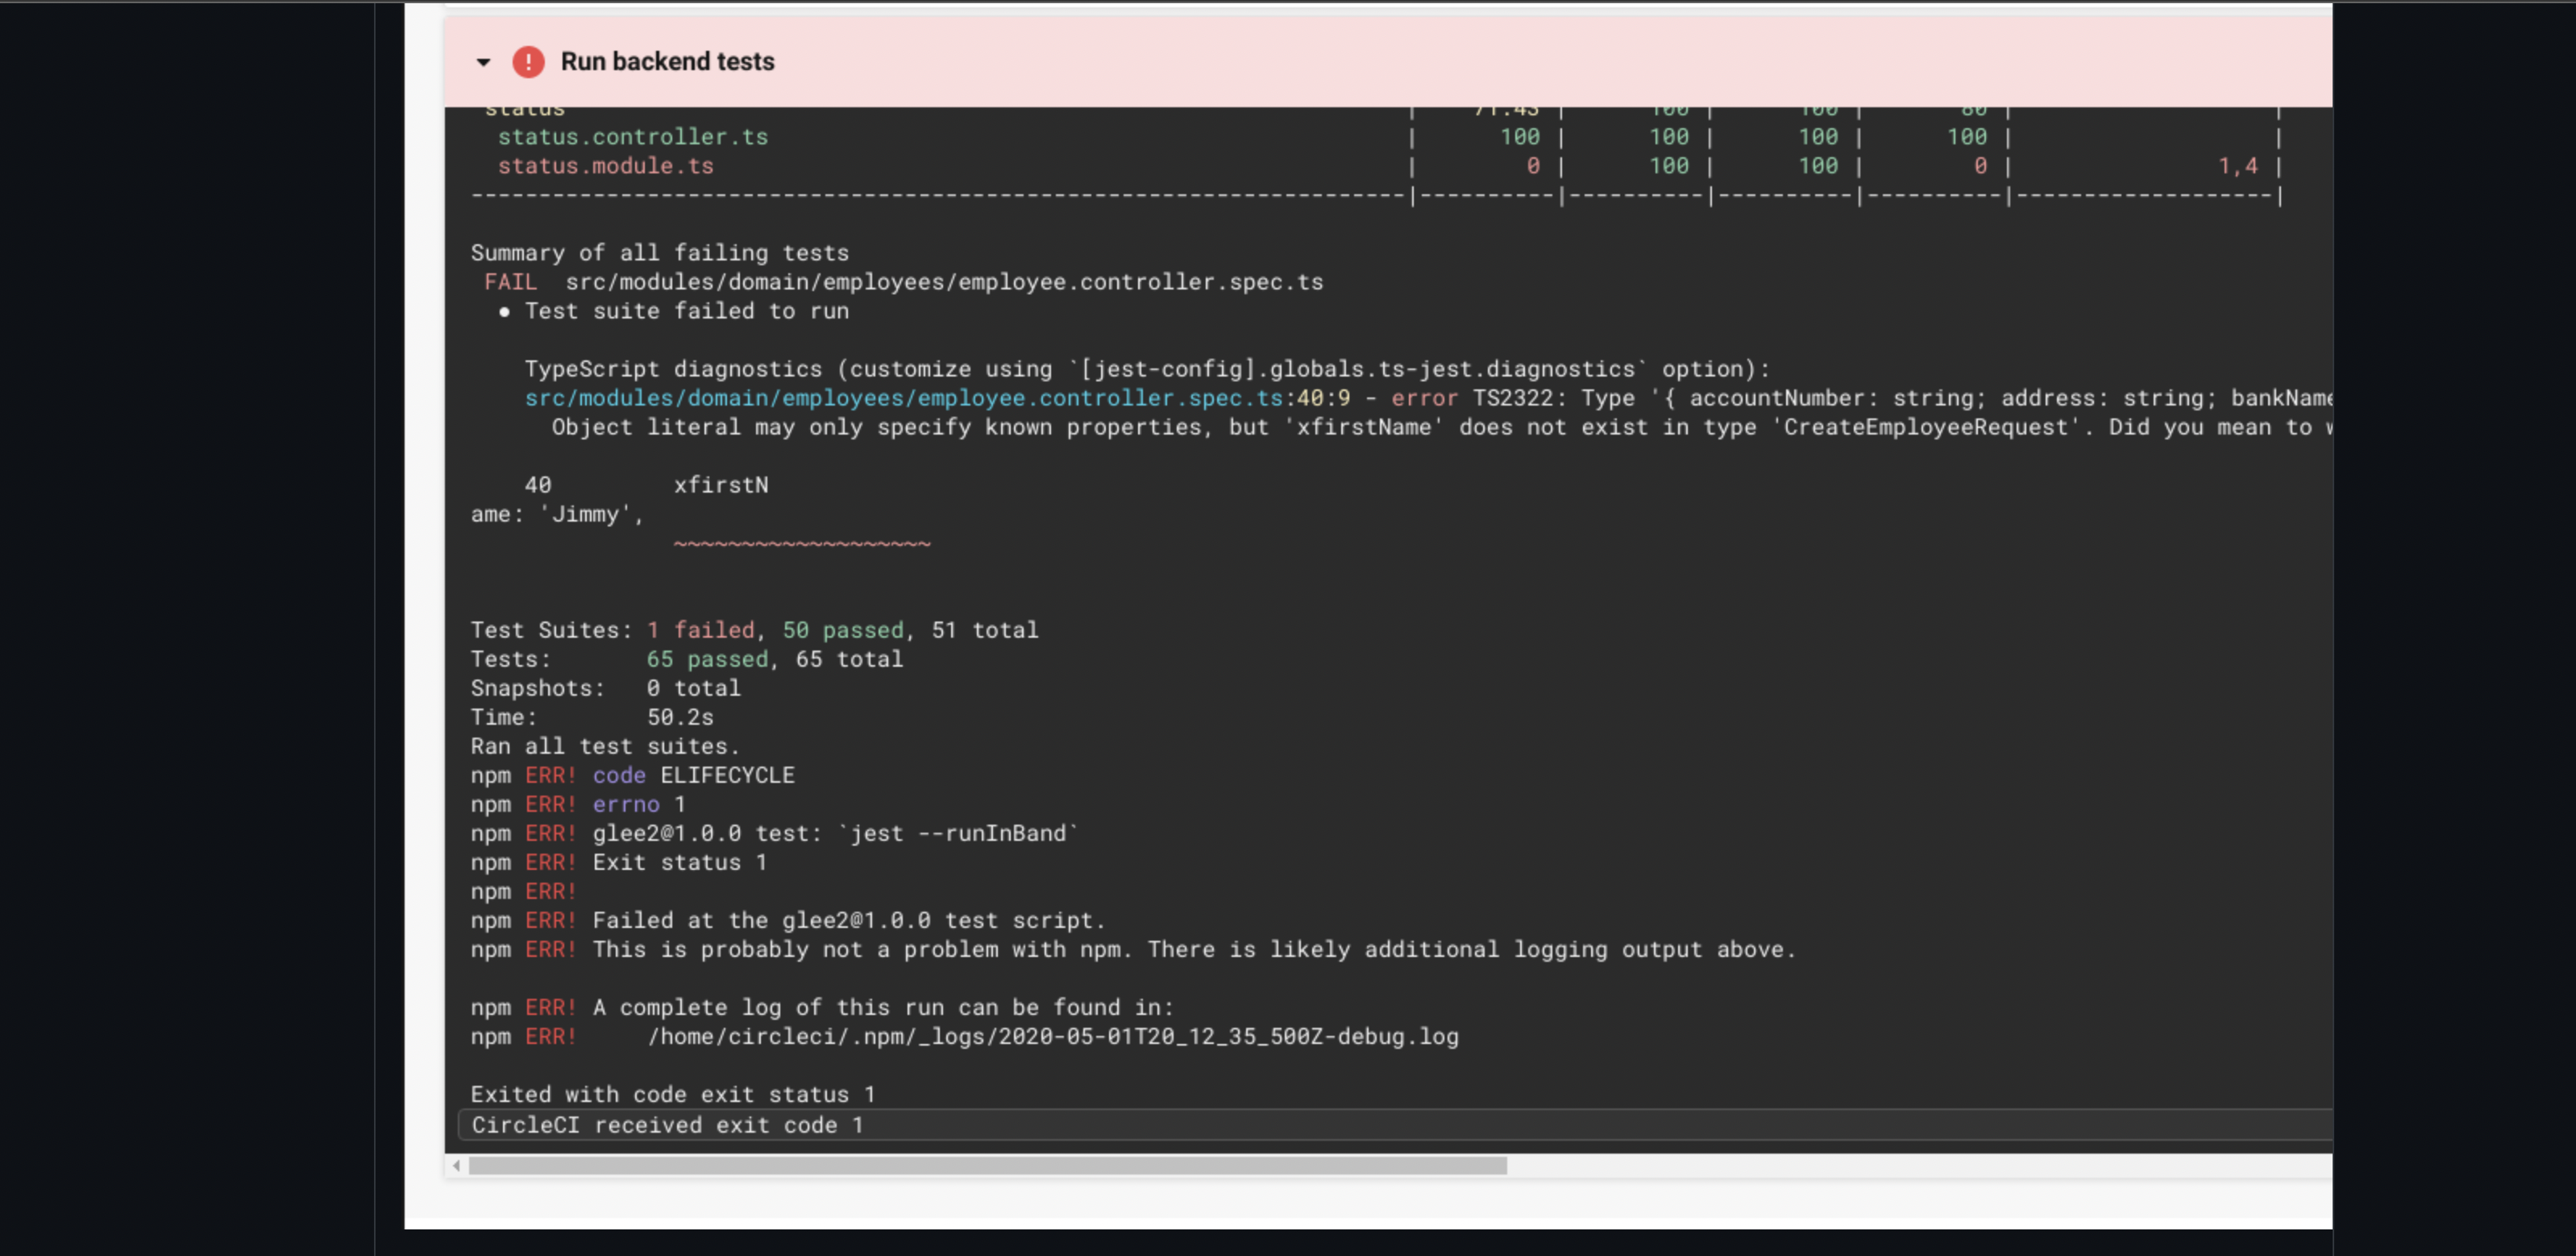 Run backend tests
status | 71.43 | 100 | 100 | 80 | |
status.controller.ts | 100 | 100 | 100 | 100 | |
status.module.ts | 0 | 100 | 100 | 0 | 1,4 |
---------------------------------------------------------------------|----------|----------|----------|----------|-------------------|
Summary of all failing tests
FAIL src/modules/domain/employees/employee.controller.spec.ts
● Test suite failed to run
TypeScript diagnostics (customize using `[jest-config].globals.ts-jest.diagnostics` option):
src/modules/domain/employees/employee.controller.spec.ts:40:9 - error TS2322: Type '{ accountNumber: string; address: string; bankName
Object literal may only specify known properties, but 'xfirstName' does not exist in type 'CreateEmployeeRequest'. Did you mean to w
40 xfirstN
ame: 'Jimmy',
~~~~~~~~~~~~~~~~~~~
Test Suites: 1 failed, 50 passed, 51 total
Tests: 65 passed, 65 total
Snapshots: 0 total
Time: 50.2s
Ran all test suites.
npm ERR! code ELIFECYCLE
npm ERR! errno 1
npm ERR! glee2@1.0.0 test: `jest --runInBand`
npm ERR! Exit status 1
npm ERR!
npm ERR! Failed at the glee2@1.0.0 test script.
npm ERR! This is probably not a problem with npm. There is likely additional logging output above.
npm ERR! A complete log of this run can be found in:
npm ERR! /home/circleci/.npm/_logs/2020-05-01T20_12_35_500Z-debug.log
Exited with code exit status 1
CircleCI received exit code 1